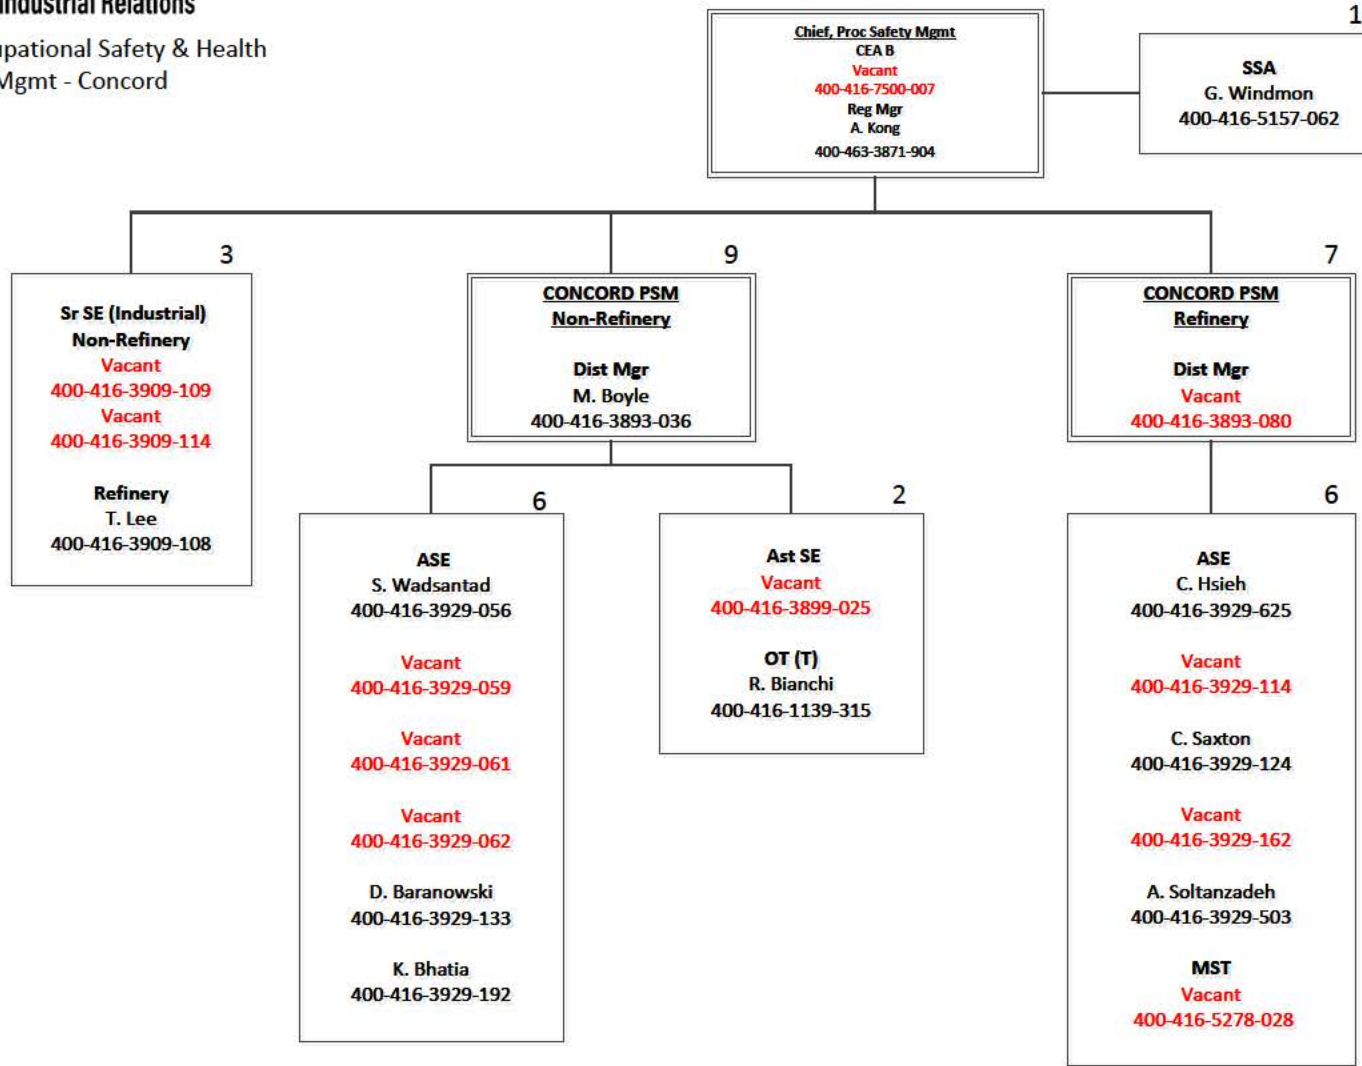 Industrial Relations
upational Safety & Health
Mgmt - Concord
Chief, Proc Safety Mgmt
CEA B
Vacant
400-416-7500-007
Reg Mgr
A. Kong
400-463-3871-904
1
SSA
G. Windmon
400-416-5157-062
3
Sr SE (Industrial)
Non-Refinery
Vacant
400-416-3909-109
Vacant
400-416-3909-114
Refinery
T. Lee
400-416-3909-108
9
CONCORD PSM
Non-Refinery
Dist Mgr
M. Boyle
400-416-3893-036
7
CONCORD PSM
Refinery
Dist Mgr
Vacant
400-416-3893-080
6
ASE
S. Wadsantad
400-416-3929-056
Vacant
400-416-3929-059
Vacant
400-416-3929-061
Vacant
400-416-3929-062
D. Baranowski
400-416-3929-133
K. Bhatia
400-416-3929-192
2
Ast SE
Vacant
400-416-3899-025
OT (T)
R. Bianchi
400-416-1139-315
6
ASE
C. Hsieh
400-416-3929-625
Vacant
400-416-3929-114
C. Saxton
400-416-3929-124
Vacant
400-416-3929-162
A. Soltanzadeh
400-416-3929-503
MST
Vacant
400-416-5278-028